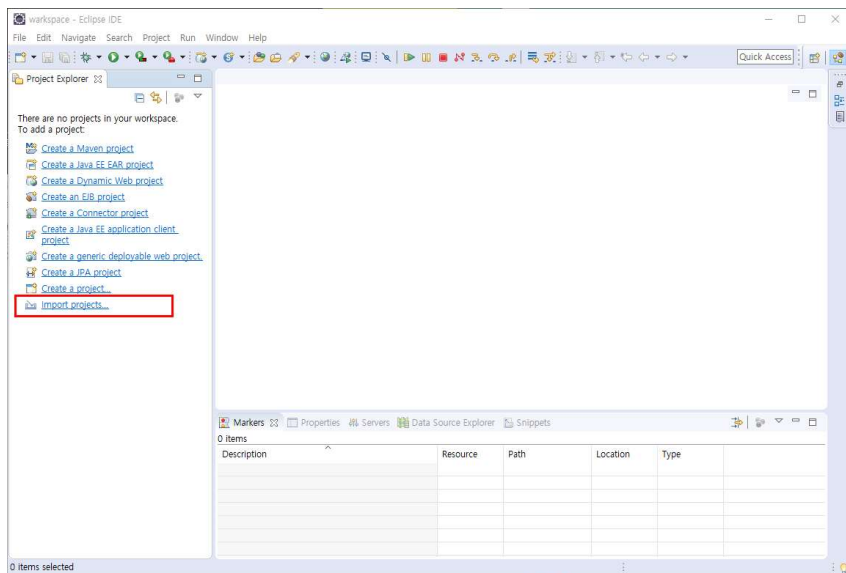 workspace - Eclipse IDE
File Edit Navigate Search Project Run Window Help
Quick Access
Project Explorer
There are no projects in your workspace.
To add a project:
Create a Maven project
Create a Java EE EAR project
Create a Dynamic Web project
Create an EJB project
Create a Connector project
Create a Java EE application client
project
Create a generic deployable web project.
Create a JPA project
Create a project...
Import projects...
Markers Properties Servers Data Source Explorer Snippets
0 items
Description Resource Path Location Type
0 items selected